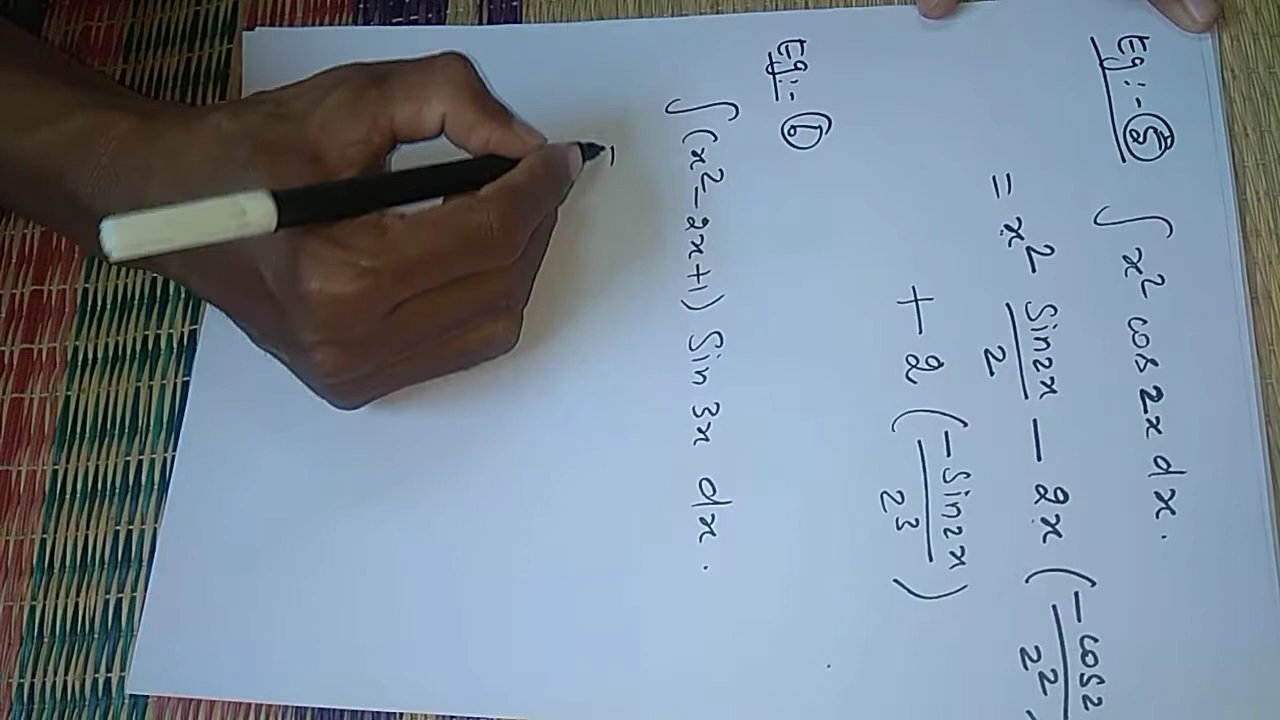 Eg:- ⑤ ∫ x² cos 2x dx.
= x² Sin2x/2 - 2x (-cos2
2²
+ 2 (-Sin2x/2³)
Eg:- ⑥
∫ (x² - 2x + 1) Sin 3x dx.
=